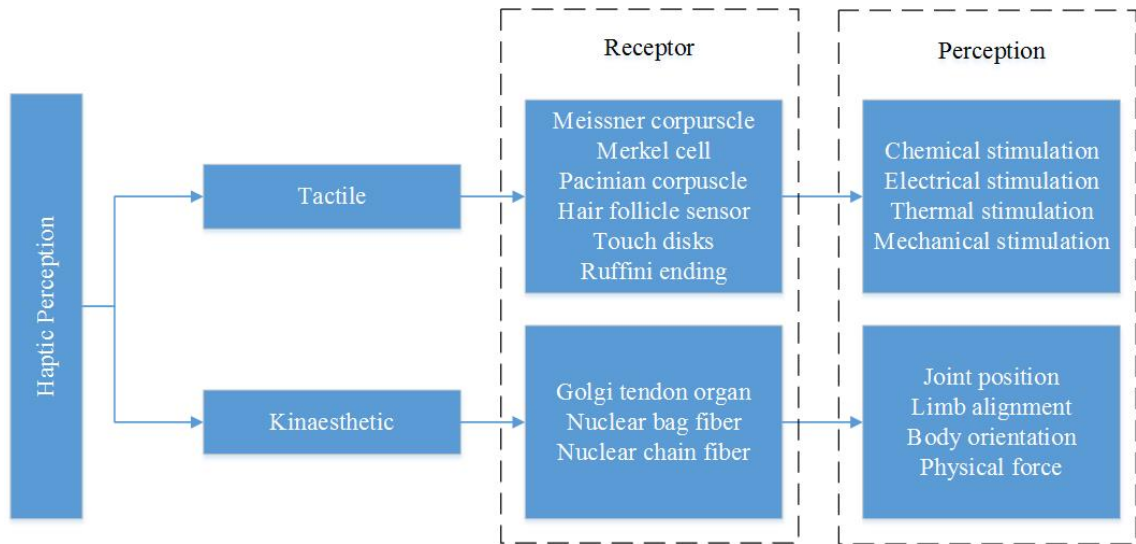 Haptic Perception
Tactile
Kinaesthetic
Receptor
Meissner corpurscle
Merkel cell
Pacinian corpuscle
Hair follicle sensor
Touch disks
Ruffini ending
Golgi tendon organ
Nuclear bag fiber
Nuclear chain fiber
Perception
Chemical stimulation
Electrical stimulation
Thermal stimulation
Mechanical stimulation
Joint position
Limb alignment
Body orientation
Physical force